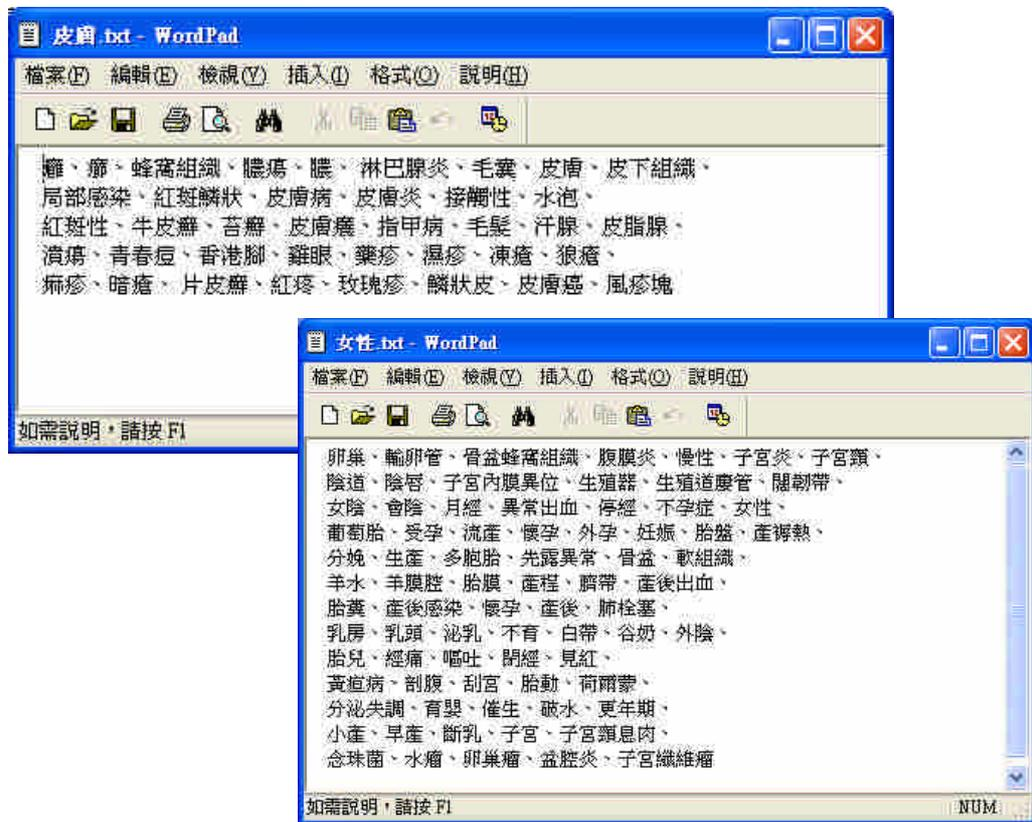 皮膚.txt - WordPad
檔案(F) 編輯(E) 檢視(V) 插入(I) 格式(O) 說明(H)
癰、癤、蜂窩組織、膿瘍、膿、淋巴腺炎、毛囊、皮膚、皮下組織、
局部感染、紅斑鱗狀、皮膚病、皮膚炎、接觸性、水泡、
紅斑性、牛皮癬、苔癬、皮膚癢、指甲病、毛髮、汗腺、皮脂腺、
潰瘍、青春痘、香港腳、雞眼、藥疹、濕疹、凍瘡、狼瘡、
痲疹、暗瘡、片皮癬、紅疼、玫瑰疹、鱗狀皮、皮膚癌、風疹塊
如需說明，請按 F1
女性.txt - WordPad
檔案(F) 編輯(E) 檢視(V) 插入(I) 格式(O) 說明(H)
卵巢、輸卵管、骨盆蜂窩組織、腹膜炎、慢性、子宮炎、子宮頸、
陰道、陰唇、子宮內膜異位、生殖器、生殖道廔管、闊韌帶、
女陰、會陰、月經、異常出血、停經、不孕症、女性、
葡萄胎、受孕、流產、懷孕、外孕、妊娠、胎盤、產褥熱、
分娩、生產、多胞胎、先露異常、骨盆、軟組織、
羊水、羊膜腔、胎膜、產程、臍帶、產後出血、
胎糞、產後感染、懷孕、產後、肺栓塞、
乳房、乳頭、泌乳、不育、白帶、谷奶、外陰、
胎兒、經痛、嘔吐、閉經、見紅、
黃疸病、剖腹、刮宮、胎動、荷爾蒙、
分泌失調、育嬰、催生、破水、更年期、
小產、早產、斷乳、子宮、子宮頸息肉、
念珠菌、水瘤、卵巢瘤、盆腔炎、子宮纖維瘤
如需說明，請按 F1 NUM